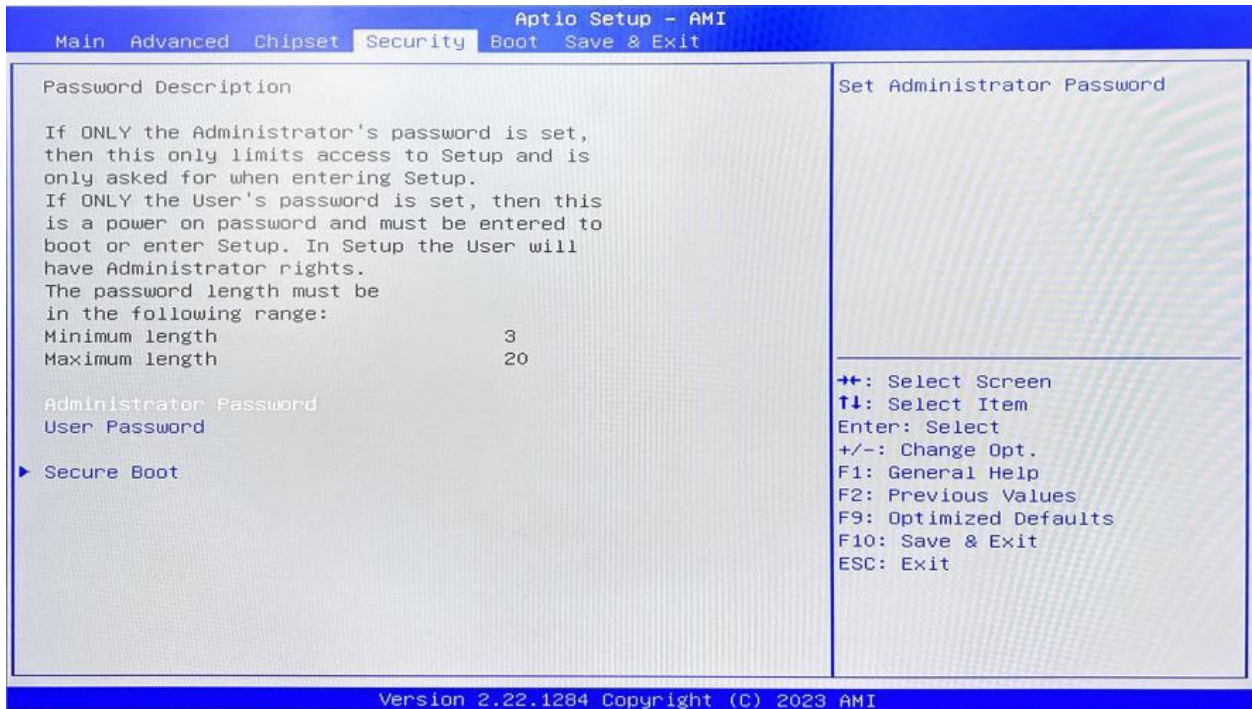 Aptio Setup – AMI
Main Advanced Chipset Security Boot Save & Exit
Password Description
If ONLY the Administrator's password is set,
then this only limits access to Setup and is
only asked for when entering Setup.
If ONLY the User's password is set, then this
is a power on password and must be entered to
boot or enter Setup. In Setup the User will
have Administrator rights.
The password length must be
in the following range:
Minimum length 3
Maximum length 20
Administrator Password
User Password
► Secure Boot
Set Administrator Password
→←: Select Screen
↑↓: Select Item
Enter: Select
+/-: Change Opt.
F1: General Help
F2: Previous Values
F9: Optimized Defaults
F10: Save & Exit
ESC: Exit
Version 2.22.1284 Copyright (C) 2023 AMI